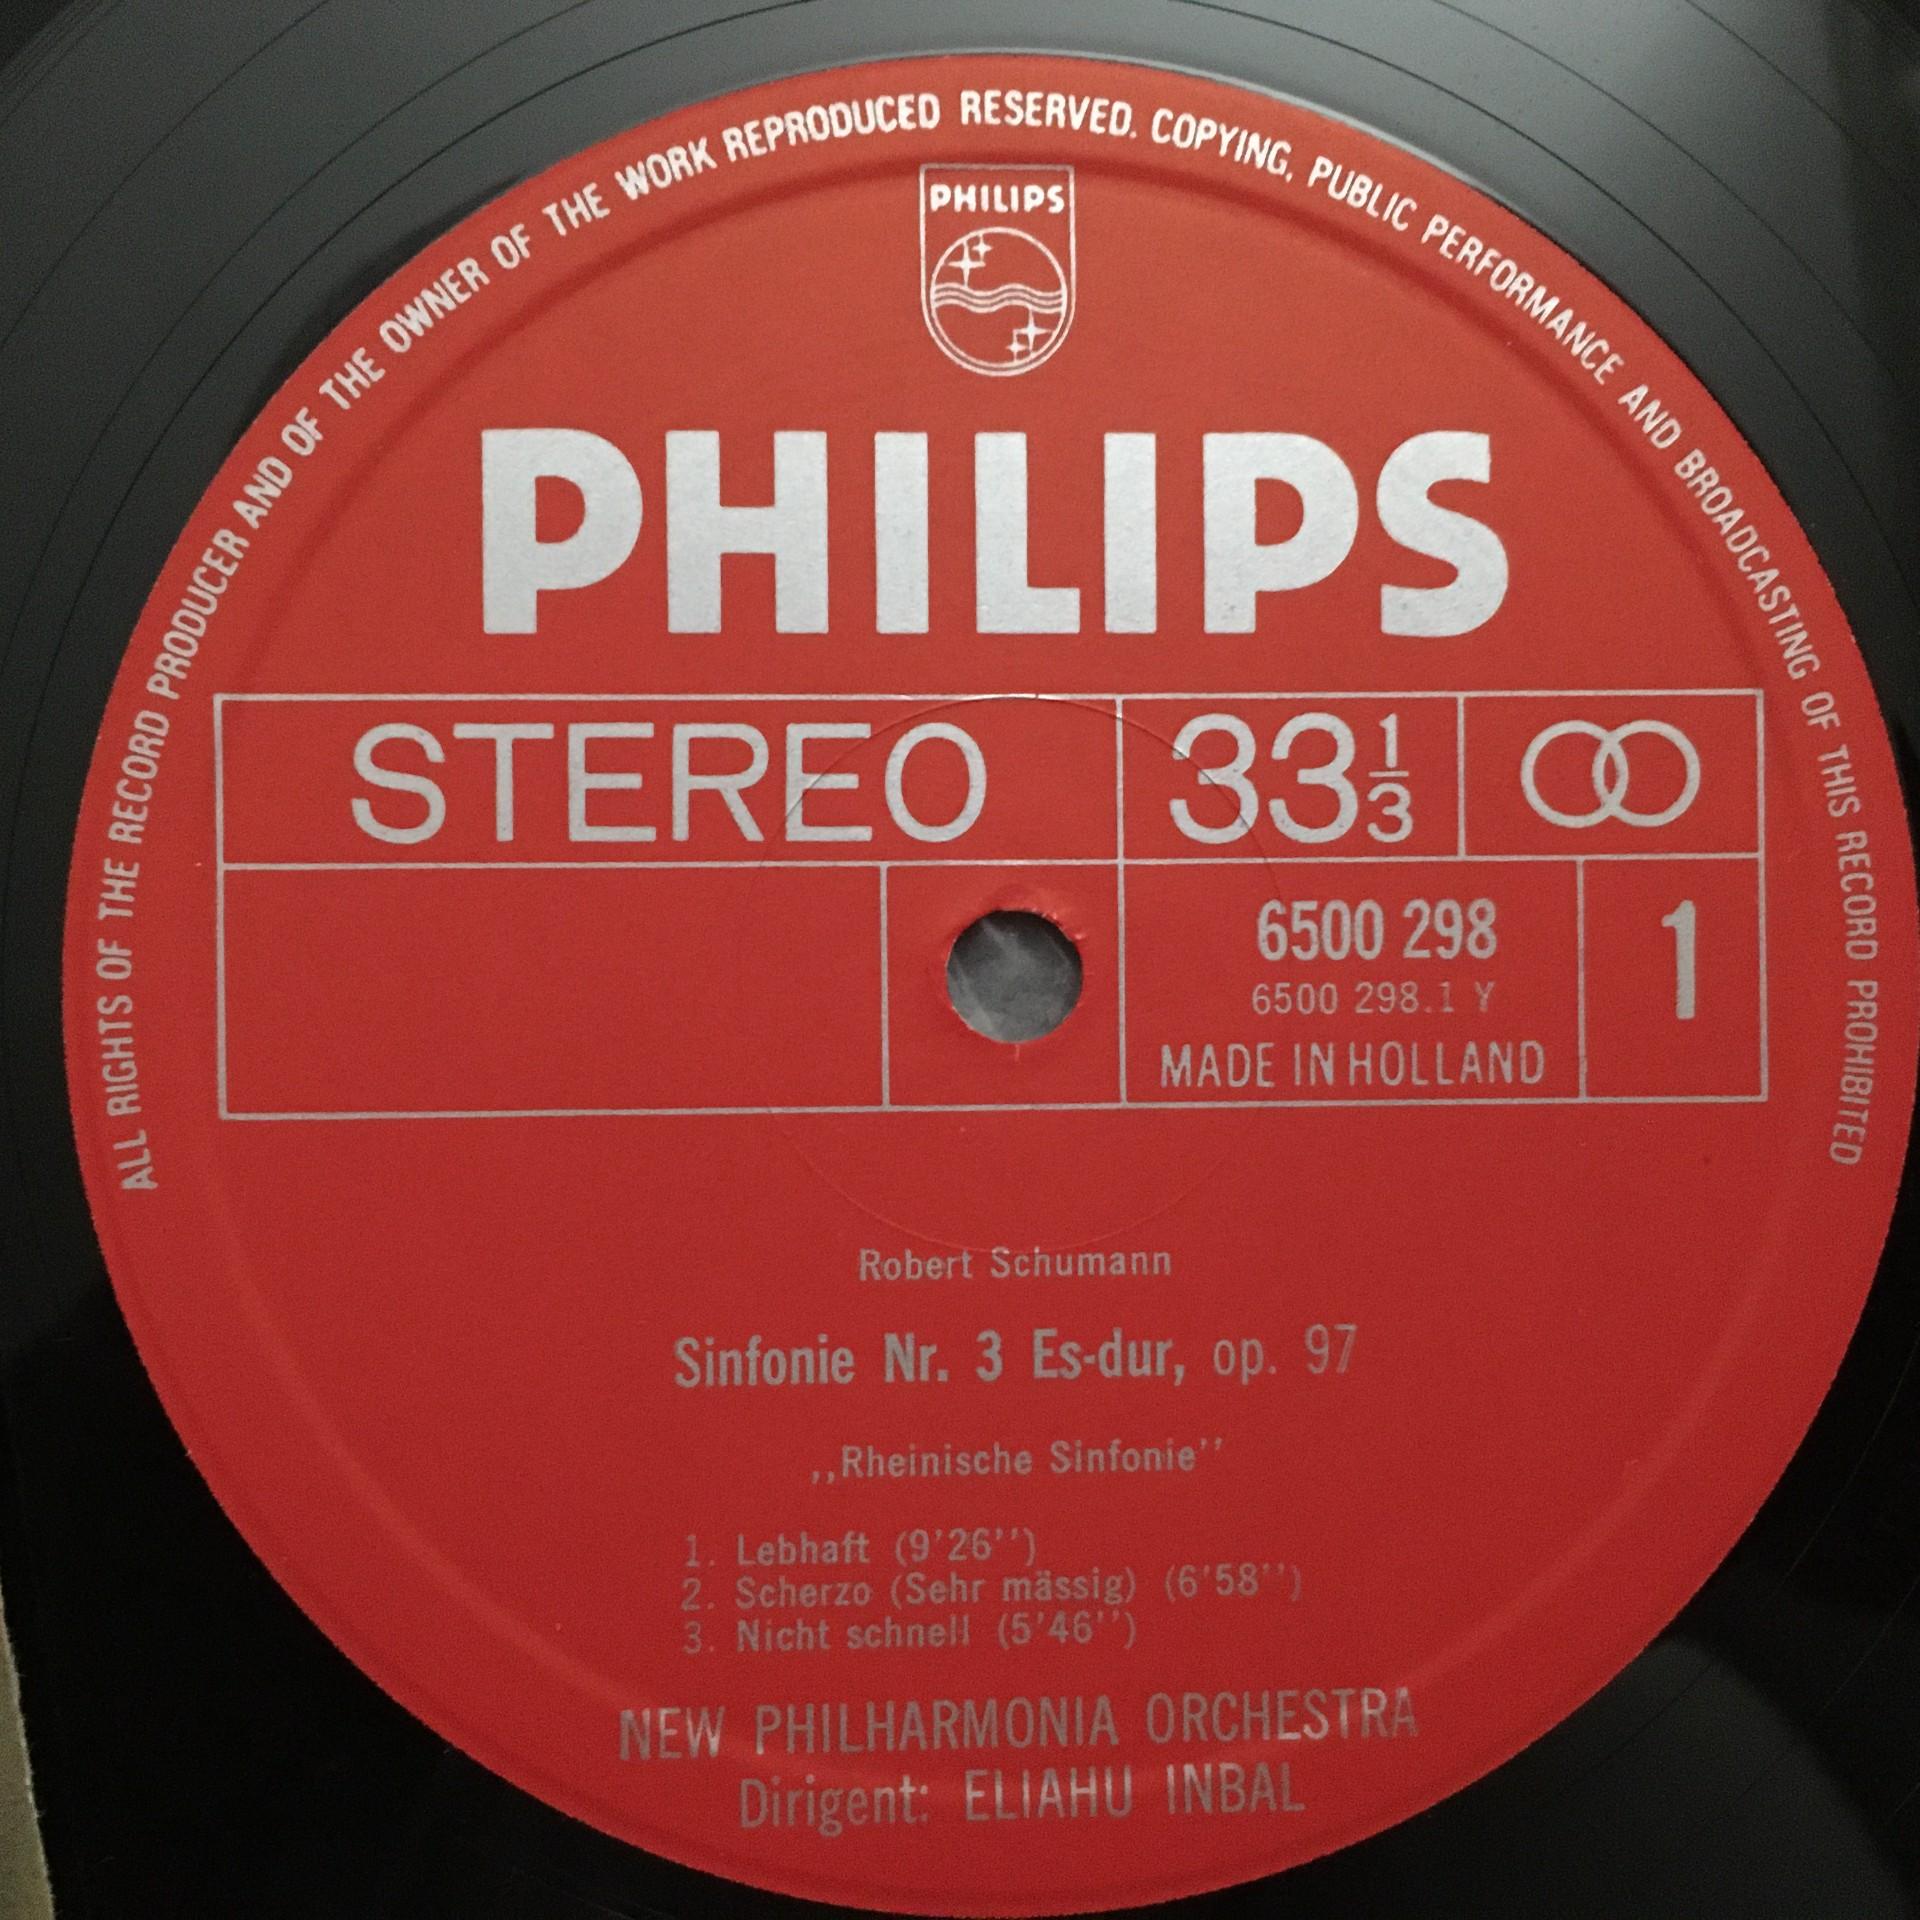 ALL RIGHTS OF THE RECORD PRODUCER AND OF THE OWNER OF THE WORK REPRODUCED RESERVED. COPYING, PUBLIC PERFORMANCE AND BROADCASTING OF THIS RECORD PROHIBITED
PHILIPS
PHILIPS
STEREO 33 1/3
6500 298 1
6500 298.1 Y
MADE IN HOLLAND
Robert Schumann
Sinfonie Nr. 3 Es-dur, op. 97
,,Rheinische Sinfonie''
1. Lebhaft (9'26'')
2. Scherzo (Sehr mässig) (6'58'')
3. Nicht schnell (5'46'')
NEW PHILHARMONIA ORCHESTRA
Dirigent: ELIAHU INBAL